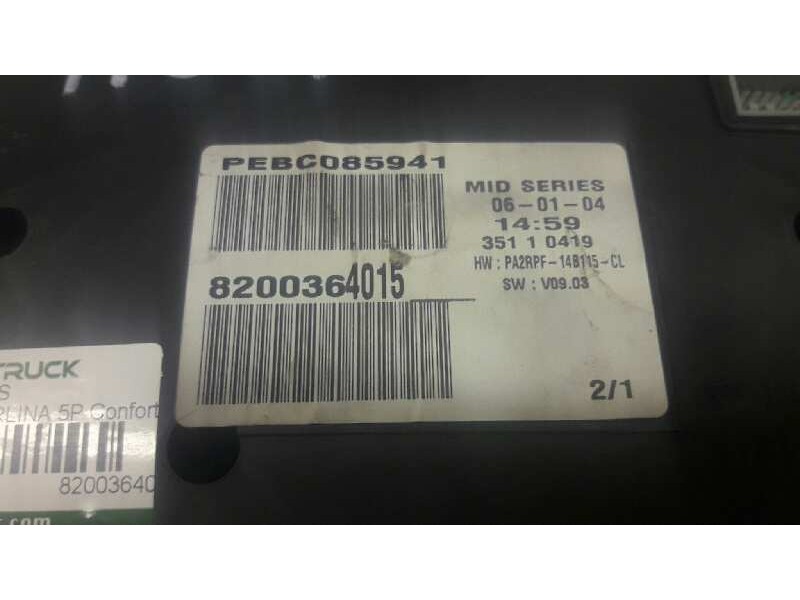 PEBC085941
MID SERIES
06-01-04
14:59
351 1 0419
HW : PA2RPF-14B115-CL
SW : V09.03
8200364015
2/1
TRUCK
S
RLINA 5P Confort
82003640
.com